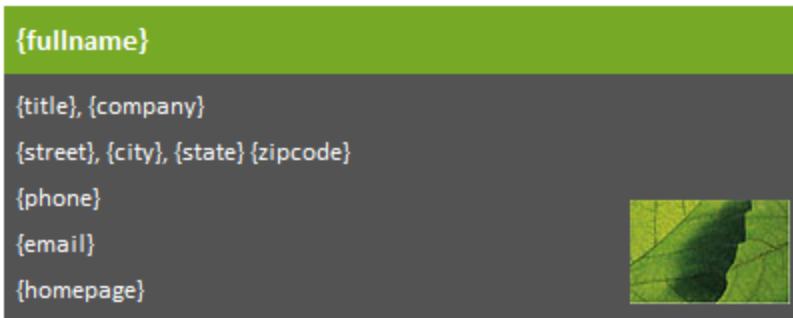 {fullname}
{title}, {company}
{street}, {city}, {state} {zipcode}
{phone}
{email}
{homepage}